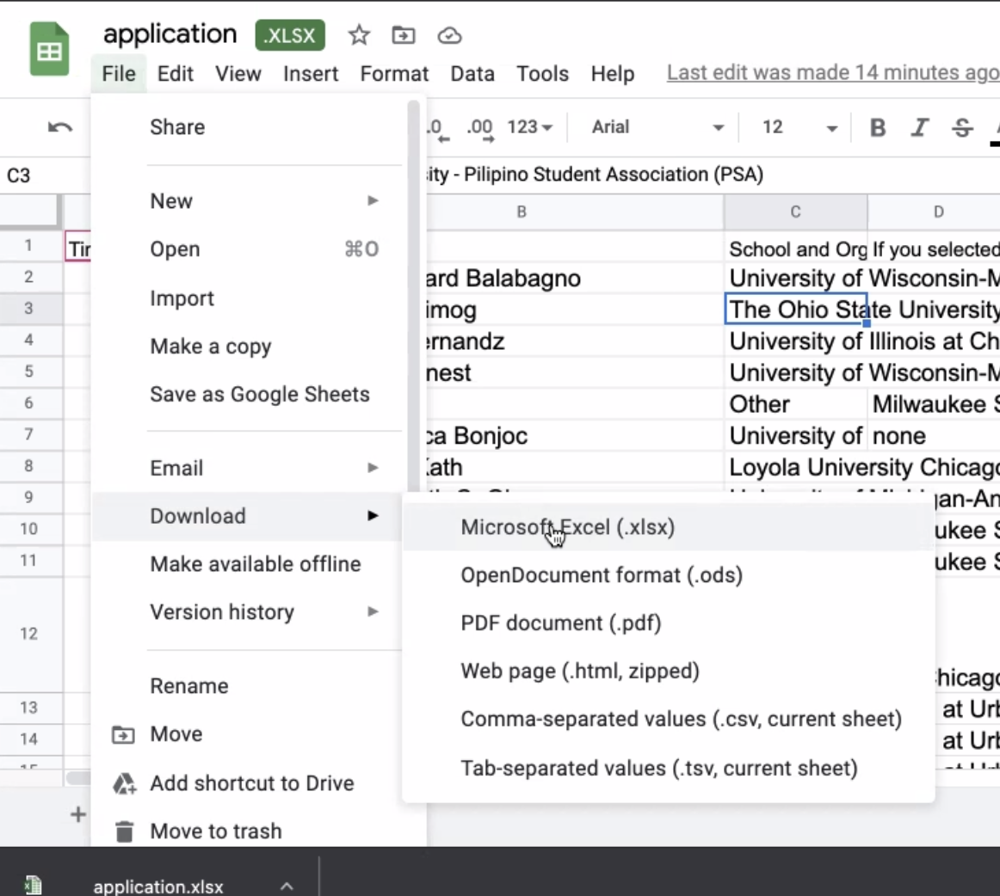 application .XLSX
File Edit View Insert Format Data Tools Help Last edit was made 14 minutes ago
.0 .00 123 Arial 12 B I S
C3 sity - Pilipino Student Association (PSA)
B C D
1 Tir School and Org If you selected
2 ard Balabagno University of Wisconsin-M
3 imog The Ohio State University
4 ernandz University of Illinois at Ch
5 nest University of Wisconsin-M
6 Other Milwaukee S
7 ca Bonjoc University of none
8 Kath Loyola University Chicago
9 gan-An
10 ukee S
11 ukee S
12 hicago
13 at Urb
14 at Urb
15
Share
New
Open ⌘O
Import
Make a copy
Save as Google Sheets
Email
Download
Make available offline
Version history
Rename
Move
Add shortcut to Drive
Move to trash
Microsoft Excel (.xlsx)
OpenDocument format (.ods)
PDF document (.pdf)
Web page (.html, zipped)
Comma-separated values (.csv, current sheet)
Tab-separated values (.tsv, current sheet)
+
application.xlsx